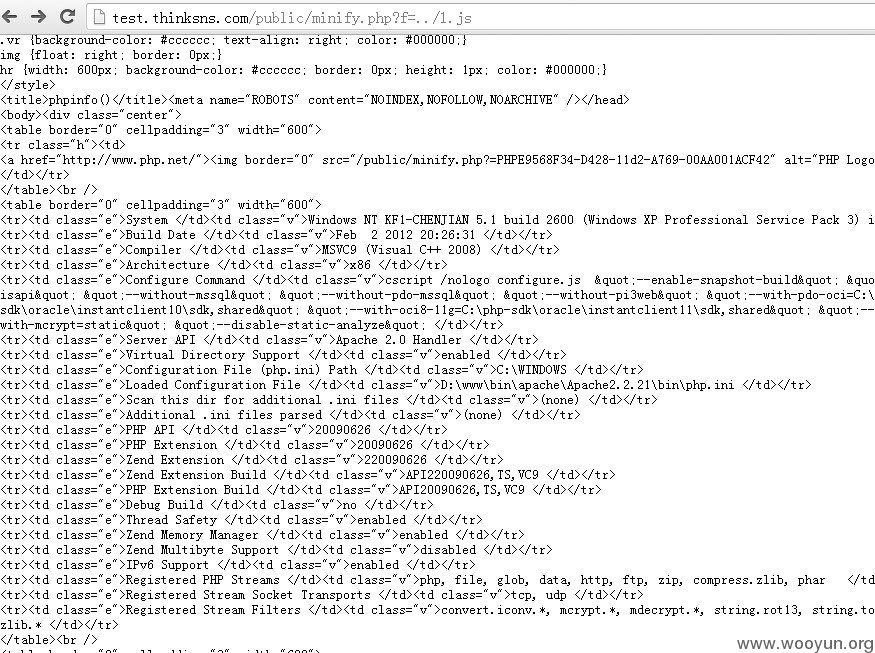 test.thinksns.com/public/minify.php?f=../1.js
.vr {background-color: #cccccc; text-align: right; color: #000000;}
img {float: right; border: 0px;}
hr {width: 600px; background-color: #cccccc; border: 0px; height: 1px; color: #000000;}
</style>
<title>phpinfo()</title><meta name="ROBOTS" content="NOINDEX,NOFOLLOW,NOARCHIVE" /></head>
<body><div class="center">
<table border="0" cellpadding="3" width="600">
<tr class="h"><td>
<a href="http://www.php.net/"><img border="0" src="/public/minify.php?=PHPE9568F34-D428-11d2-A769-00AA001ACF42" alt="PHP Logo
</td></tr>
</table><br />
<table border="0" cellpadding="3" width="600">
<tr><td class="e">System </td><td class="v">Windows NT KF1-CHENJIAN 5.1 build 2600 (Windows XP Professional Service Pack 3) i
<tr><td class="e">Build Date </td><td class="v">Feb  2 2012 20:26:31 </td></tr>
<tr><td class="e">Compiler </td><td class="v">MSVC9 (Visual C++ 2008) </td></tr>
<tr><td class="e">Architecture </td><td class="v">x86 </td></tr>
<tr><td class="e">Configure Command </td><td class="v">cscript /nologo configure.js  &quot;--enable-snapshot-build&quot; &quo
isapi&quot; &quot;--without-mssql&quot; &quot;--without-pdo-mssql&quot; &quot;--without-pi3web&quot; &quot;--with-pdo-oci=C:\
sdk\oracle\instantclient10\sdk,shared&quot; &quot;--with-oci8-11g=C:\php-sdk\oracle\instantclient11\sdk,shared&quot; &quot;--
with-mcrypt=static&quot; &quot;--disable-static-analyze&quot; </td></tr>
<tr><td class="e">Server API </td><td class="v">Apache 2.0 Handler </td></tr>
<tr><td class="e">Virtual Directory Support </td><td class="v">enabled </td></tr>
<tr><td class="e">Configuration File (php.ini) Path </td><td class="v">C:\WINDOWS </td></tr>
<tr><td class="e">Loaded Configuration File </td><td class="v">D:\www\bin\apache\Apache2.2.21\bin\php.ini </td></tr>
<tr><td class="e">Scan this dir for additional .ini files </td><td class="v">(none) </td></tr>
<tr><td class="e">Additional .ini files parsed </td><td class="v">(none) </td></tr>
<tr><td class="e">PHP API </td><td class="v">20090626 </td></tr>
<tr><td class="e">PHP Extension </td><td class="v">20090626 </td></tr>
<tr><td class="e">Zend Extension </td><td class="v">220090626 </td></tr>
<tr><td class="e">Zend Extension Build </td><td class="v">API220090626,TS,VC9 </td></tr>
<tr><td class="e">PHP Extension Build </td><td class="v">API20090626,TS,VC9 </td></tr>
<tr><td class="e">Debug Build </td><td class="v">no </td></tr>
<tr><td class="e">Thread Safety </td><td class="v">enabled </td></tr>
<tr><td class="e">Zend Memory Manager </td><td class="v">enabled </td></tr>
<tr><td class="e">Zend Multibyte Support </td><td class="v">disabled </td></tr>
<tr><td class="e">IPv6 Support </td><td class="v">enabled </td></tr>
<tr><td class="e">Registered PHP Streams </td><td class="v">php, file, glob, data, http, ftp, zip, compress.zlib, phar   </td
<tr><td class="e">Registered Stream Socket Transports </td><td class="v">tcp, udp </td></tr>
<tr><td class="e">Registered Stream Filters </td><td class="v">convert.iconv.*, mcrypt.*, mdecrypt.*, string.rot13, string.to
zlib.* </td></tr>
</table><br />
www.wooyun.org